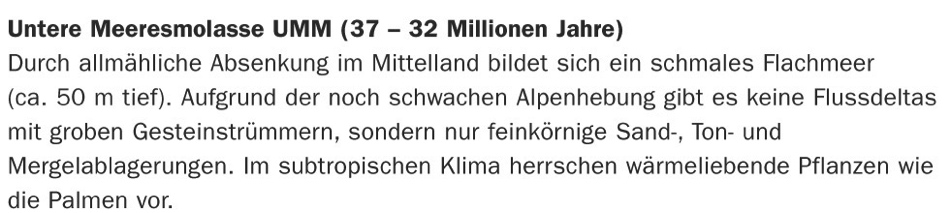 Untere Meeresmolasse UMM (37 – 32 Millionen Jahre)
Durch allmähliche Absenkung im Mittelland bildet sich ein schmales Flachmeer
(ca. 50 m tief). Aufgrund der noch schwachen Alpenhebung gibt es keine Flussdeltas
mit groben Gesteinstrümmern, sondern nur feinkörnige Sand-, Ton- und
Mergelablagerungen. Im subtropischen Klima herrschen wärmeliebende Pflanzen wie
die Palmen vor.